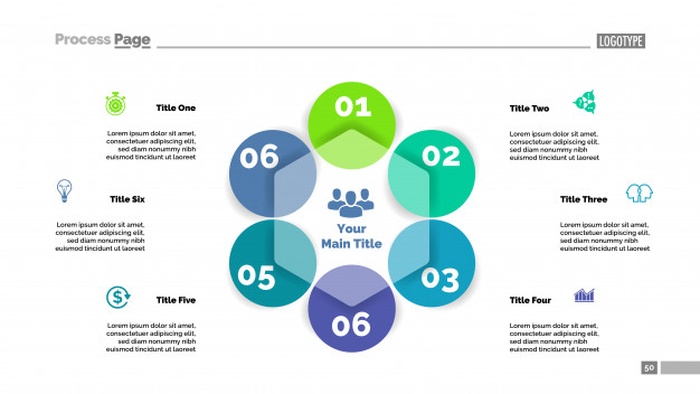 Process Page
LOGOTYPE
Title One
Lorem ipsum dolor sit amet,
consectetuer adipiscing elit,
sed diam nonummy nibh
euismod tincidunt ut laoreet
Title Six
Lorem ipsum dolor sit amet,
consectetuer adipiscing elit,
sed diam nonummy nibh
euismod tincidunt ut laoreet
Title Five
Lorem ipsum dolor sit amet,
consectetuer adipiscing elit,
sed diam nonummy nibh
euismod tincidunt ut laoreet
01
02
03
06
05
06
Your
Main Title
Title Two
Lorem ipsum dolor sit amet,
consectetuer adipiscing elit,
sed diam nonummy nibh
euismod tincidunt ut laoreet
Title Three
Lorem ipsum dolor sit amet,
consectetuer adipiscing elit,
sed diam nonummy nibh
euismod tincidunt ut laoreet
Title Four
Lorem ipsum dolor sit amet,
consectetuer adipiscing elit,
sed diam nonummy nibh
euismod tincidunt ut laoreet
50